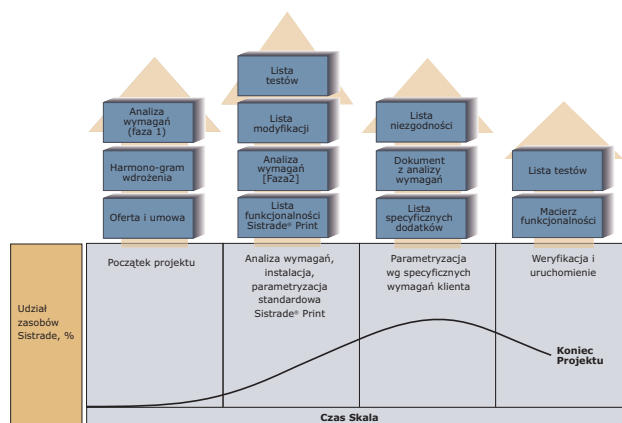 Analiza
wymagań
(faza 1)
Harmono-gram
wdrożenia
Oferta i umowa
Lista
testów
Lista
modyfikacji
Analiza
wymagań
[Faza2]
Lista
funkcjonalności
Sistrade® Print
Lista
niezgodności
Dokument
z analizy
wymagań
Lista
specyficznych
dodatków
Lista testów
Macierz
funkcjonalności
Udział
zasobów
Sistrade, %
Początek projektu
Analiza wymagań,
instalacja,
parametryzacja
standardowa
Sistrade® Print
Parametryzacja
wg specyficznych
wymagań klienta
Weryfikacja i
uruchomienie
Koniec
Projektu
Czas Skala